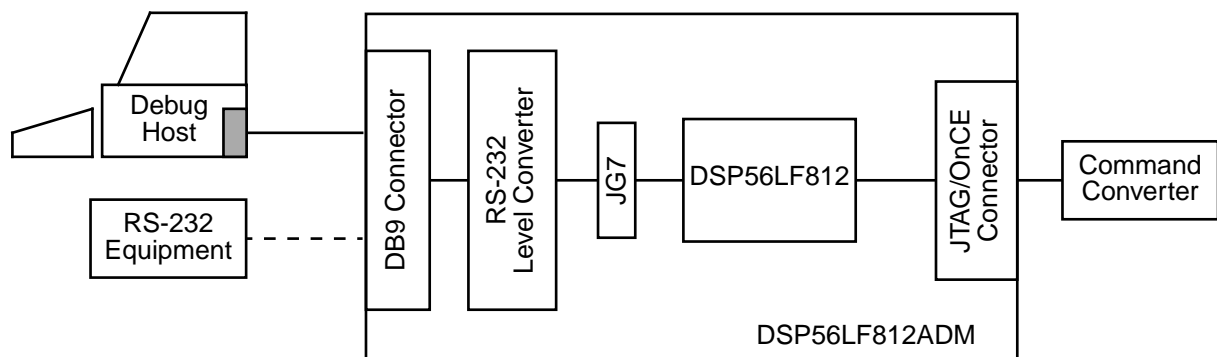 Debug
Host
RS-232
Equipment
DB9 Connector
RS-232
Level Converter
JG7
DSP56LF812
JTAG/OnCE
Connector
Command
Converter
DSP56LF812ADM